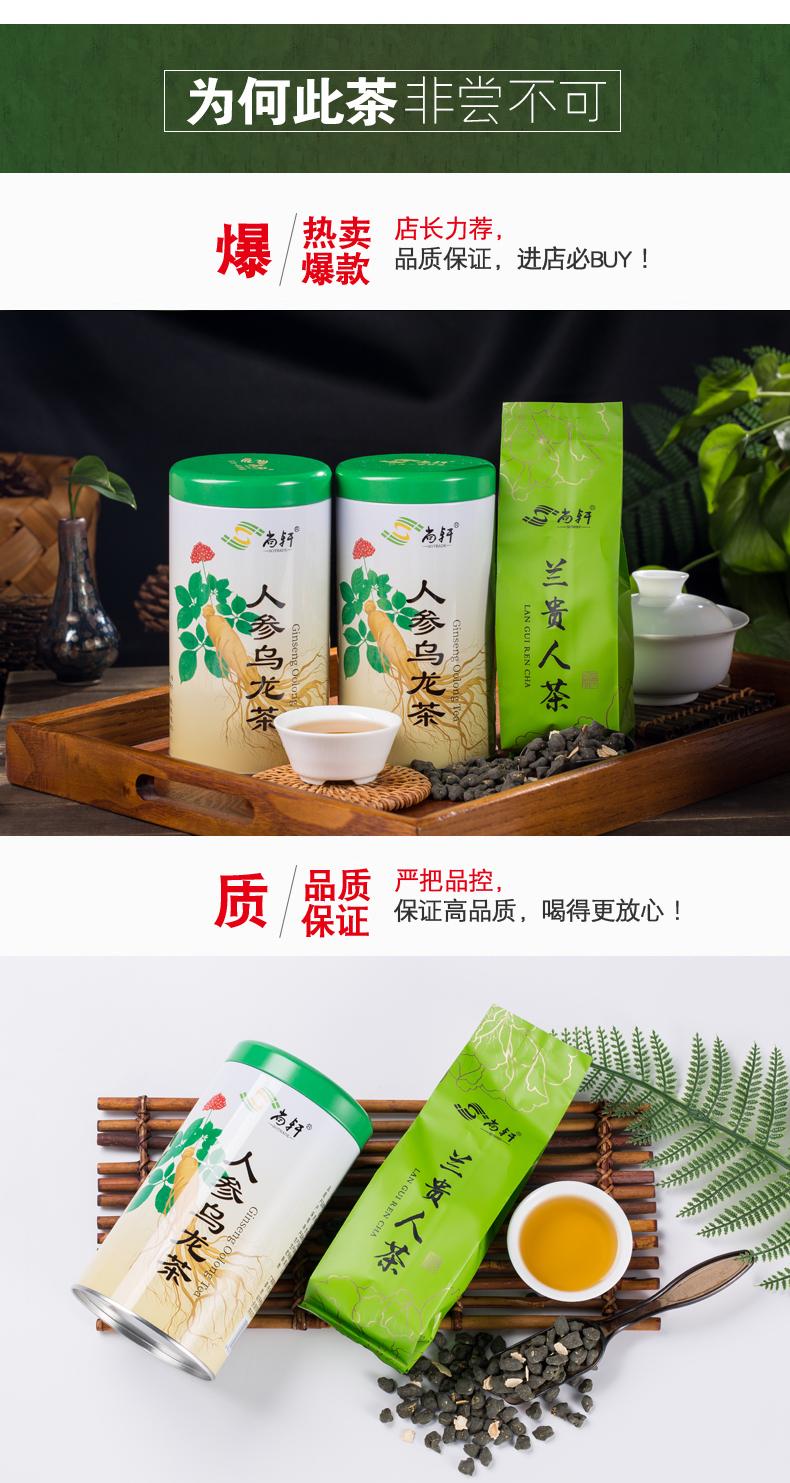 为何此茶非尝不可
爆
热卖
爆款
店长力荐,
品质保证，进店必BUY！
尚轩®
人参乌龙茶
Ginseng Oolong
尚轩®
人参乌龙茶
Ginseng Oolong Tea
尚轩®
兰贵人茶
LAN GUI REN CHA
质
品质
保证
严把品控,
保证高品质，喝得更放心！
尚轩®
人参乌龙茶
Ginseng Oolong Tea
尚轩®
兰贵人茶
LAN GUI REN CHA